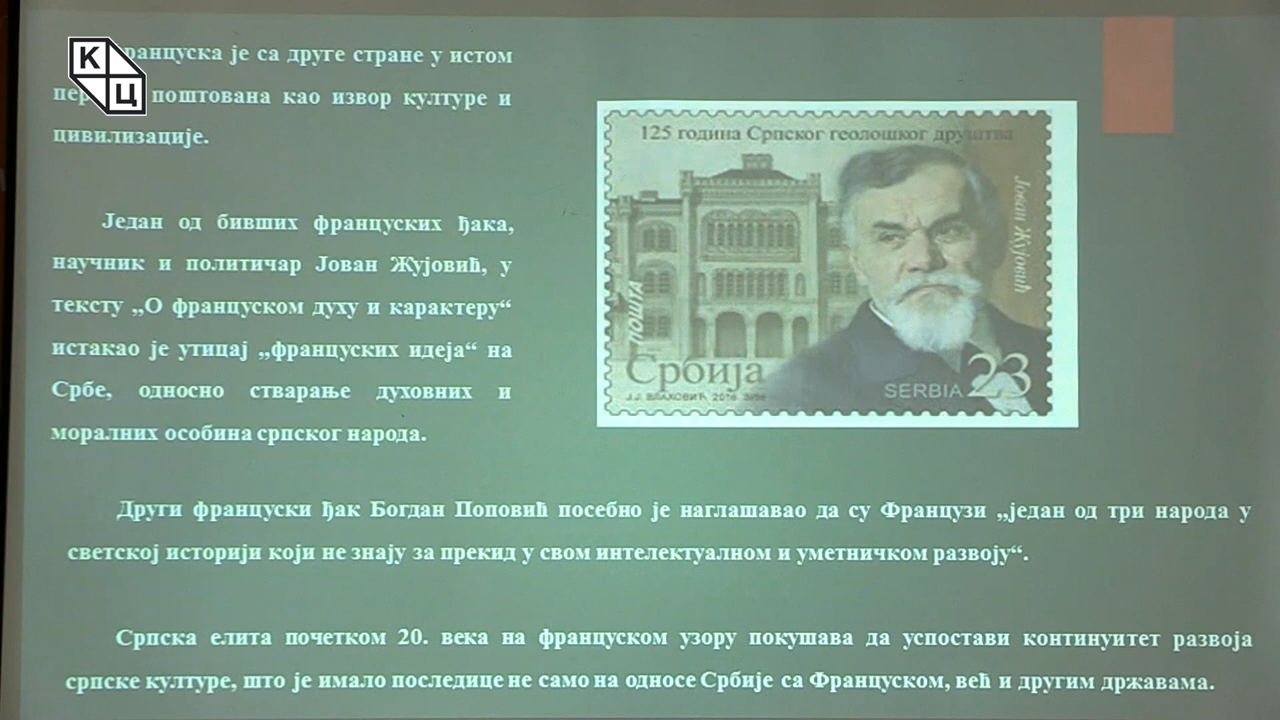 К
Ц
француска је са друге стране у истом
поштована као извор културе и
цивилизације.
Један од бивших француских ђака,
научник и политичар Јован Жујовић, у
тексту „О француском духу и карактеру“
истакао је утицај „француских идеја“ на
Србе, односно стварање духовних и
моралних особина српског народа.
125 година Српског геолошког друштва
Јован Жујовић
ПОШТА
Србија
SERBIA 23
Ј.Ј. ВЛАХОВИЋ 2016
Други француски ђак Богдан Поповић посебно је наглашавао да су Французи „један од три народа у
светској историји који не знају за прекид у свом интелектуалном и уметничком развоју“.
Српска елита почетком 20. века на француском узору покушава да успостави континуитет развоја
српске културе, што је имало последице не само на односе Србије са Француском, већ и другим државама.